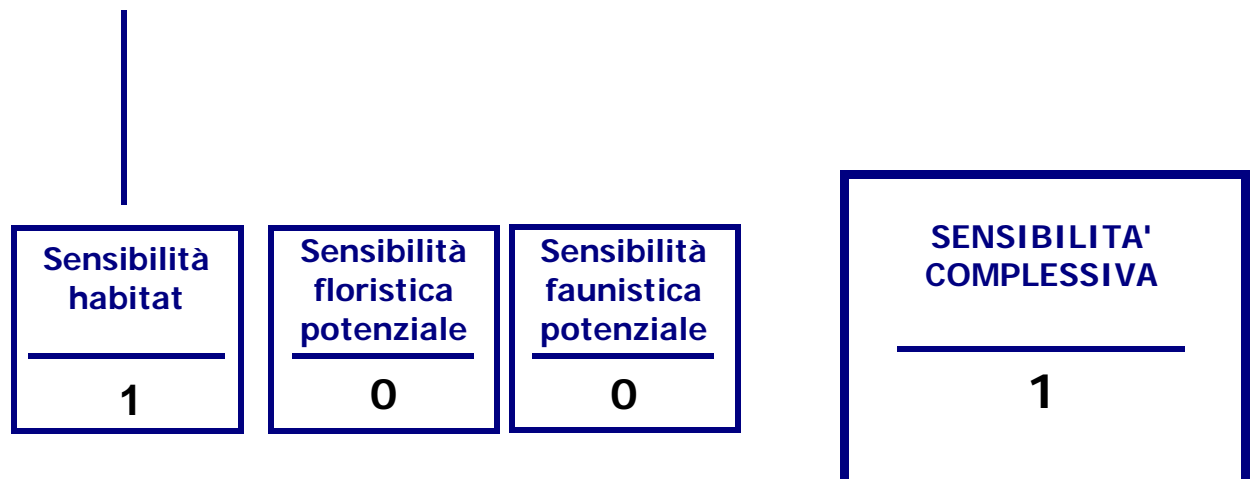 Sensibilità
habitat
1
Sensibilità
floristica
potenziale
0
Sensibilità
faunistica
potenziale
0
SENSIBILITA'
COMPLESSIVA
1